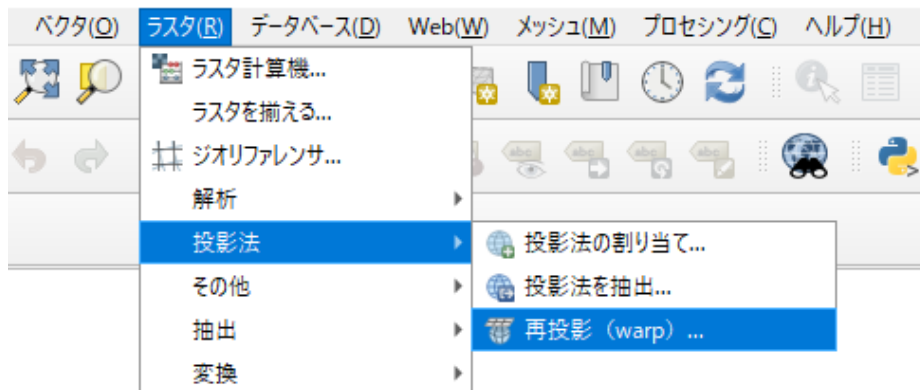 ベクタ(O) ラスタ(R) データベース(D) Web(W) メッシュ(M) プロセシング(C) ヘルプ(H)
ラスタ計算機...
ラスタを揃える...
ジオリファレンサ...
解析
投影法
その他
抽出
変換
投影法の割り当て...
投影法を抽出...
再投影（warp）...
abc
abc
abc
abc